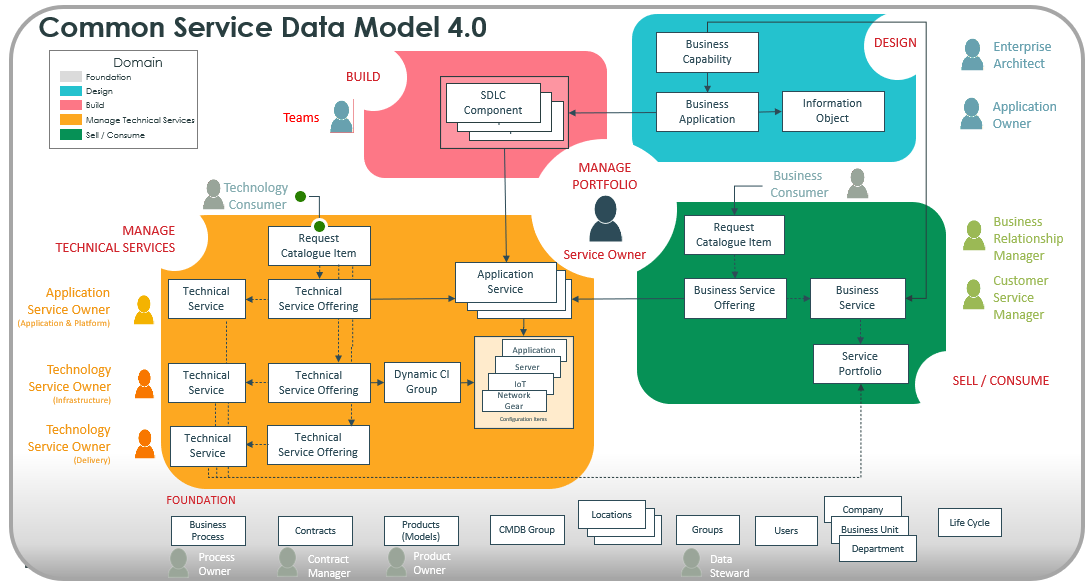 Common Service Data Model 4.0
Domain
Foundation
Design
Build
Manage Technical Services
Sell / Consume
BUILD
Teams
SDLC
Component
DESIGN
Business
Capability
Business
Application
Information
Object
Enterprise
Architect
Application
Owner
MANAGE
PORTFOLIO
Service Owner
Technology
Consumer
Business
Consumer
MANAGE
TECHNICAL SERVICES
Request
Catalogue Item
Technical
Service
Technical
Service Offering
Application
Service
Application
Service Owner
(Application & Platform)
Technical
Service
Technical
Service Offering
Dynamic CI
Group
Application
Server
IoT
Network
Gear
Configuration Items
Technology
Service Owner
(Infrastructure)
Technical
Service
Technical
Service Offering
Technology
Service Owner
(Delivery)
Request
Catalogue Item
Business Service
Offering
Business
Service
Service
Portfolio
Business
Relationship
Manager
Customer
Service
Manager
SELL / CONSUME
FOUNDATION
Business
Process
Contracts
Products
(Models)
CMDB Group
Locations
Groups
Users
Company
Business Unit
Department
Life Cycle
Process
Owner
Contract
Manager
Product
Owner
Data
Steward